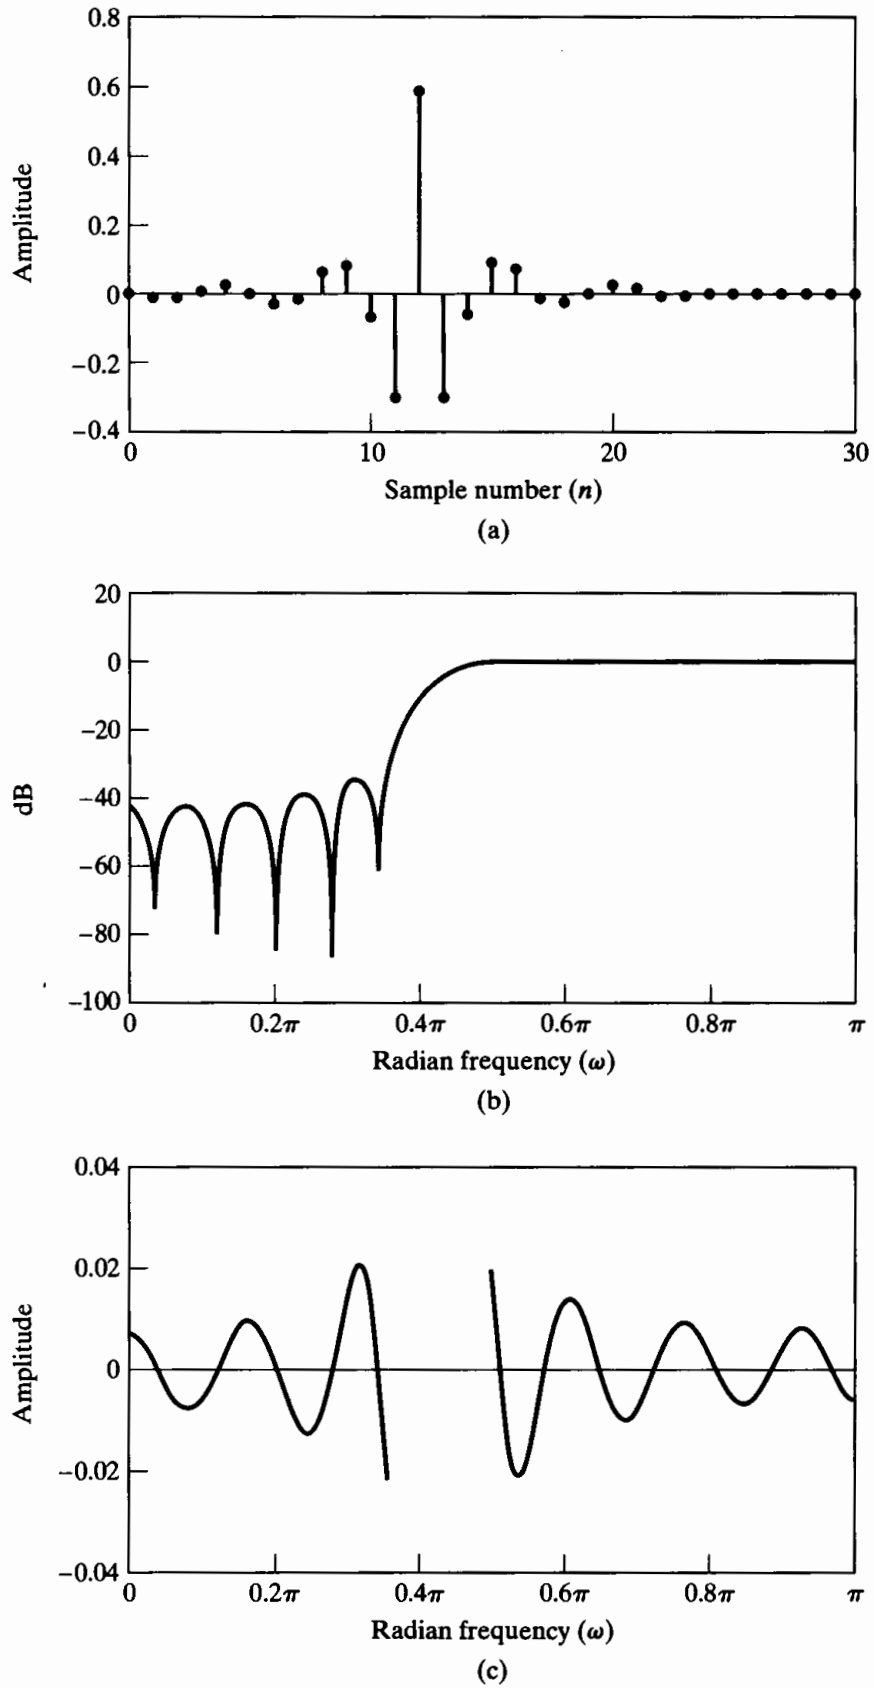 0.8
0.6
0.4
0.2
0
−0.2
−0.4
Amplitude
0 10 20 30
Sample number (n)
(a)
20
0
−20
−40
−60
−80
−100
dB
0 0.2π 0.4π 0.6π 0.8π π
Radian frequency (ω)
(b)
0.04
0.02
0
−0.02
−0.04
Amplitude
0 0.2π 0.4π 0.6π 0.8π π
Radian frequency (ω)
(c)